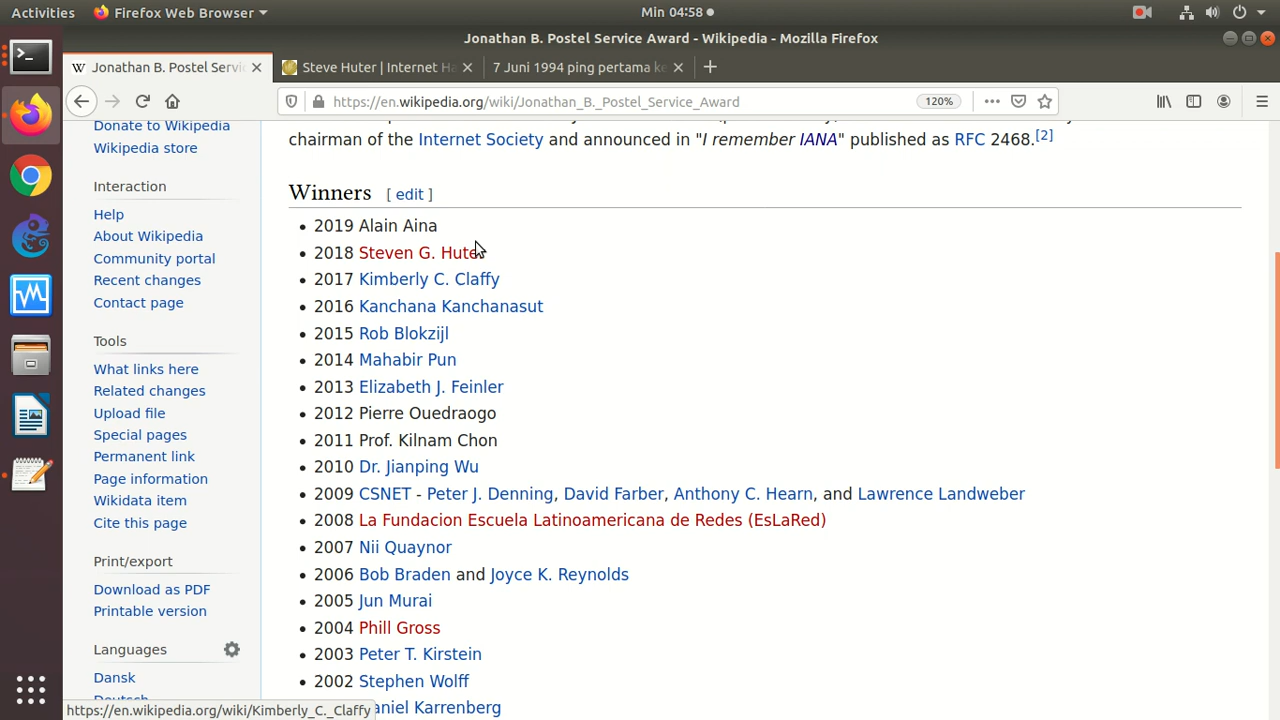 Activities Firefox Web Browser Min 04:58
Jonathan B. Postel Service Award - Wikipedia - Mozilla Firefox
Jonathan B. Postel Servi Steve Huter | Internet Ha 7 Juni 1994 ping pertama ke
https://en.wikipedia.org/wiki/Jonathan_B._Postel_Service_Award 120%
Donate to Wikipedia
Wikipedia store
Interaction
Help
About Wikipedia
Community portal
Recent changes
Contact page
Tools
What links here
Related changes
Upload file
Special pages
Permanent link
Page information
Wikidata item
Cite this page
Print/export
Download as PDF
Printable version
Languages
Dansk
chairman of the Internet Society and announced in "I remember IANA" published as RFC 2468.[2]
Winners [ edit ]
• 2019 Alain Aina
• 2018 Steven G. Huter
• 2017 Kimberly C. Claffy
• 2016 Kanchana Kanchanasut
• 2015 Rob Blokzijl
• 2014 Mahabir Pun
• 2013 Elizabeth J. Feinler
• 2012 Pierre Ouedraogo
• 2011 Prof. Kilnam Chon
• 2010 Dr. Jianping Wu
• 2009 CSNET - Peter J. Denning, David Farber, Anthony C. Hearn, and Lawrence Landweber
• 2008 La Fundacion Escuela Latinoamericana de Redes (EsLaRed)
• 2007 Nii Quaynor
• 2006 Bob Braden and Joyce K. Reynolds
• 2005 Jun Murai
• 2004 Phill Gross
• 2003 Peter T. Kirstein
• 2002 Stephen Wolff
aniel Karrenberg
https://en.wikipedia.org/wiki/Kimberly_C._Claffy